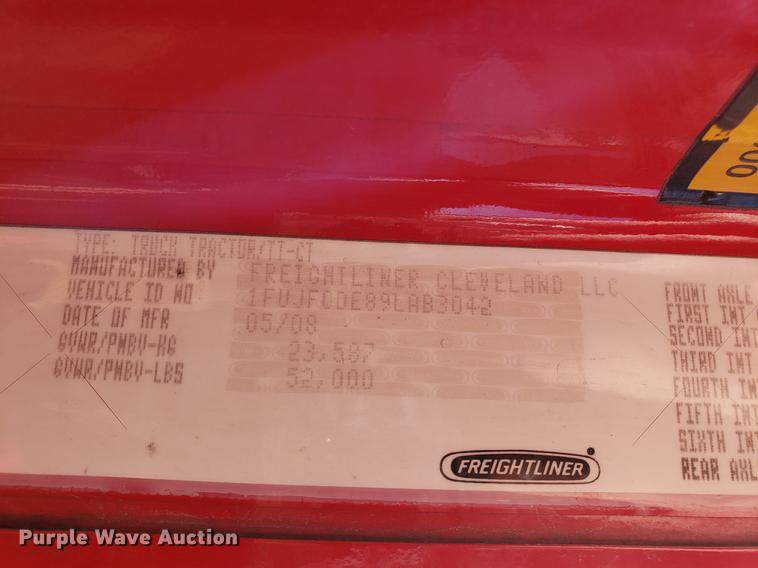 TYPE: TRUCK TRACTOR/TT-CT
MANUFACTURED BY FREIGHTLINER CLEVELAND LLC
VEHICLE ID NO 1FUJFCDE89LAB3042
DATE OF MFR 05/08
GVWR/PNBV-KG 23,587
GVWR/PNBV-LBS 52,000
FRONT AXLE
FIRST INT
SECOND INT
THIRD INT
FOURTH INT
FIFTH INT
SIXTH INT
REAR AXL
FREIGHTLINER
Purple Wave Auction